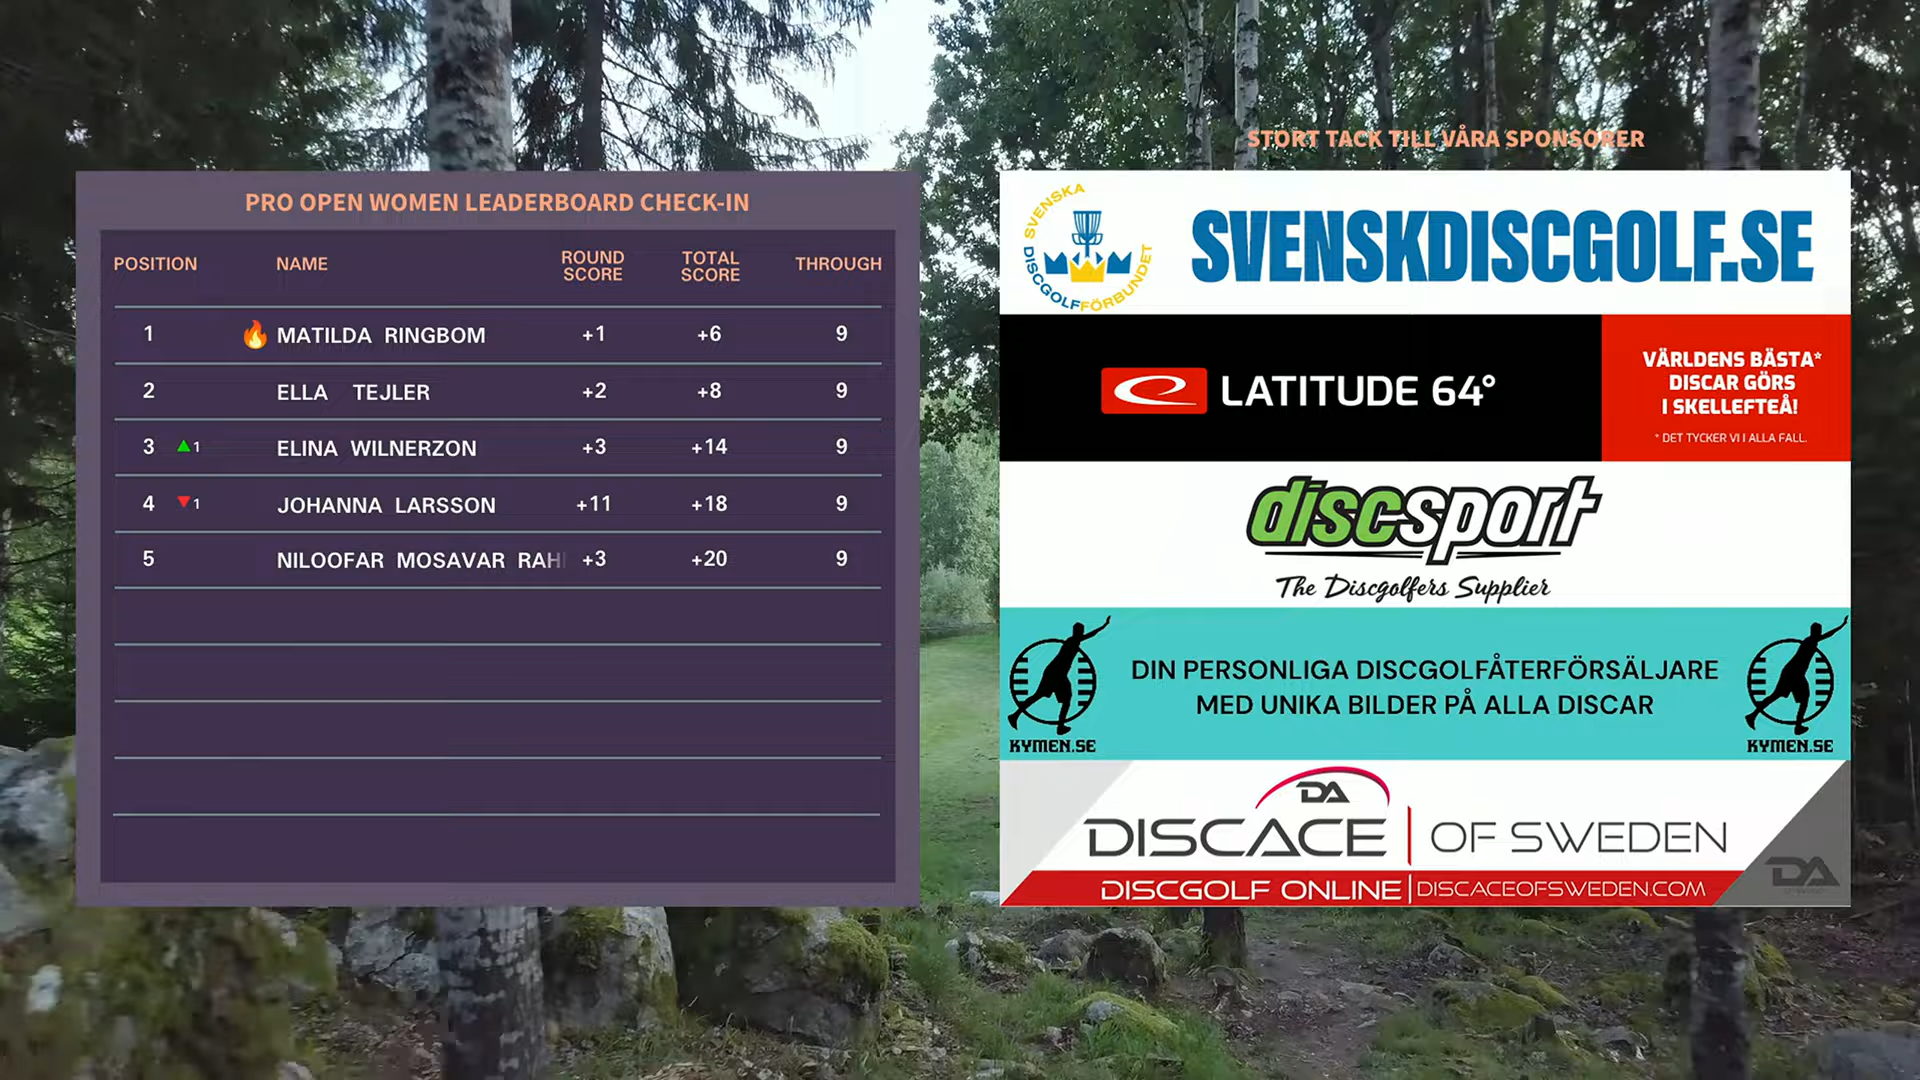 PRO OPEN WOMEN LEADERBOARD CHECK-IN
POSITION NAME ROUND SCORE TOTAL SCORE THROUGH
1 MATILDA RINGBOM +1 +6 9
2 ELLA TEJLER +2 +8 9
3 1 ELINA WILNERZON +3 +14 9
4 1 JOHANNA LARSSON +11 +18 9
5 NILOOFAR MOSAVAR RAH +3 +20 9
STORT TACK TILL VÅRA SPONSORER
SVENSKA
DISCGOLFFÖRBUNDET
SVENSKDISCGOLF.SE
LATITUDE 64°
VÄRLDENS BÄSTA*
DISCAR GÖRS
I SKELLEFTEÅ!
* DET TYCKER VI I ALLA FALL.
discsport
The Discgolfers Supplier
KYMEN.SE
DIN PERSONLIGA DISCGOLFÅTERFÖRSÄLJARE
MED UNIKA BILDER PÅ ALLA DISCAR
KYMEN.SE
DA
DISCACE OF SWEDEN
DA
DISCGOLF ONLINE DISCACEOFSWEDEN.COM